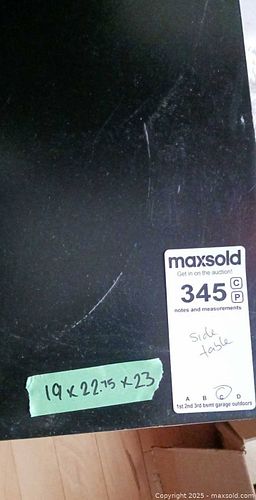 maxsold
Get in on the auction!
345 C P
notes and measurements
Side
table
A B C D
1st 2nd 3rd bsmt garage outdoors
19 x 22.75 x 23
Copyright 2025 - maxsold.com